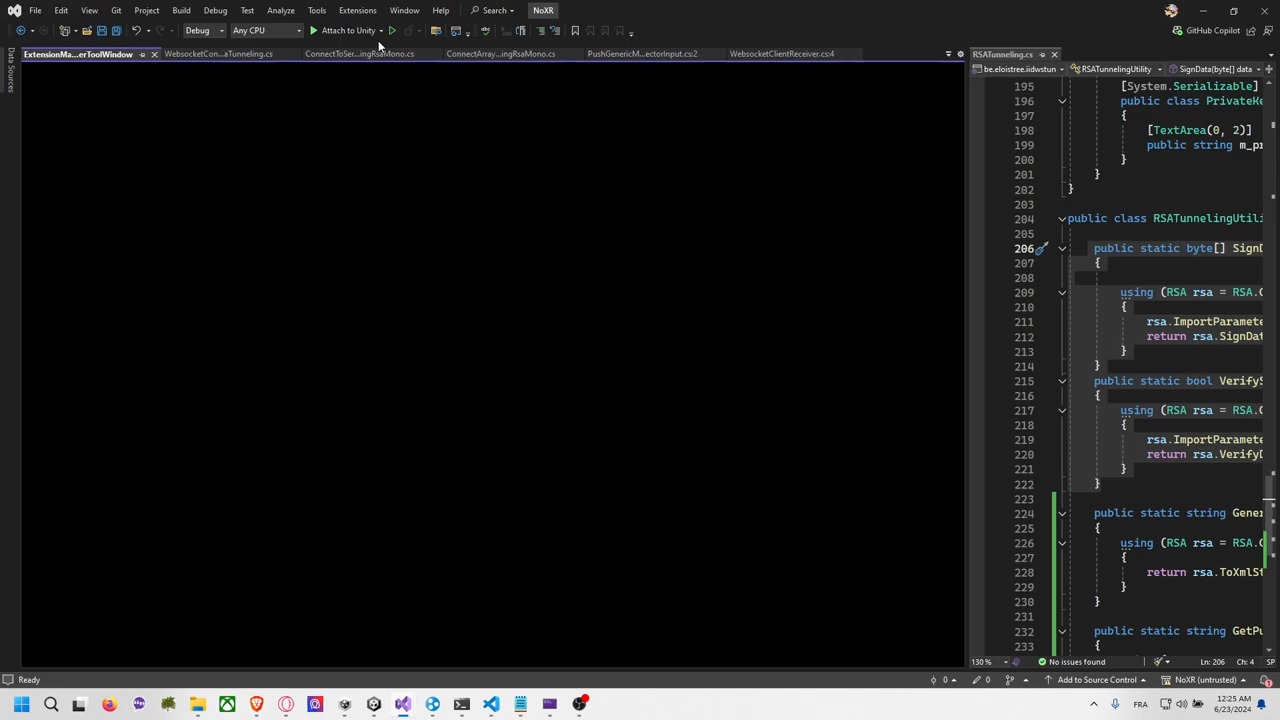 File Edit View Git Project Build Debug Test Analyze Tools Extensions Window Help Search NoXR
Debug Any CPU Attach to Unity GitHub Copilot
Data Sources
ExtensionMa...erToolWindow WebsocketCon...aTunneling.cs ConnectToSer...ingRsaMono.cs ConnectArray...ingRsaMono.cs PushGenericM...ectorInput.cs:2 WebsocketClientReceiver.cs:4 RSATunneling.cs
be.eloistree.iidwstun RSATunnelingUtility SignData(byte[] data
195 [System.Serializable]
196 public class PrivateKe
197 {
198 [TextArea(0, 2)]
199 public string m_pr
200 }
201 }
202 }
203
204 public class RSATunnelingUtili
205
206 public static byte[] SignD
207 {
208
209 using (RSA rsa = RSA.C
210 {
211 rsa.ImportParamete
212 return rsa.SignDat
213 }
214 }
215 public static bool VerifyS
216 {
217 using (RSA rsa = RSA.C
218 {
219 rsa.ImportParamete
220 return rsa.VerifyD
221 }
222 }
223
224 public static string Gener
225 {
226 using (RSA rsa = RSA.C
227 {
228 return rsa.ToXmlSt
229 }
230 }
231
232 public static string GetPu
233 {
130 % No issues found Ln: 206 Ch: 4 SP
Ready 0 0 Add to Source Control NoXR (untrusted)
FRA 12:25 AM
6/23/2024